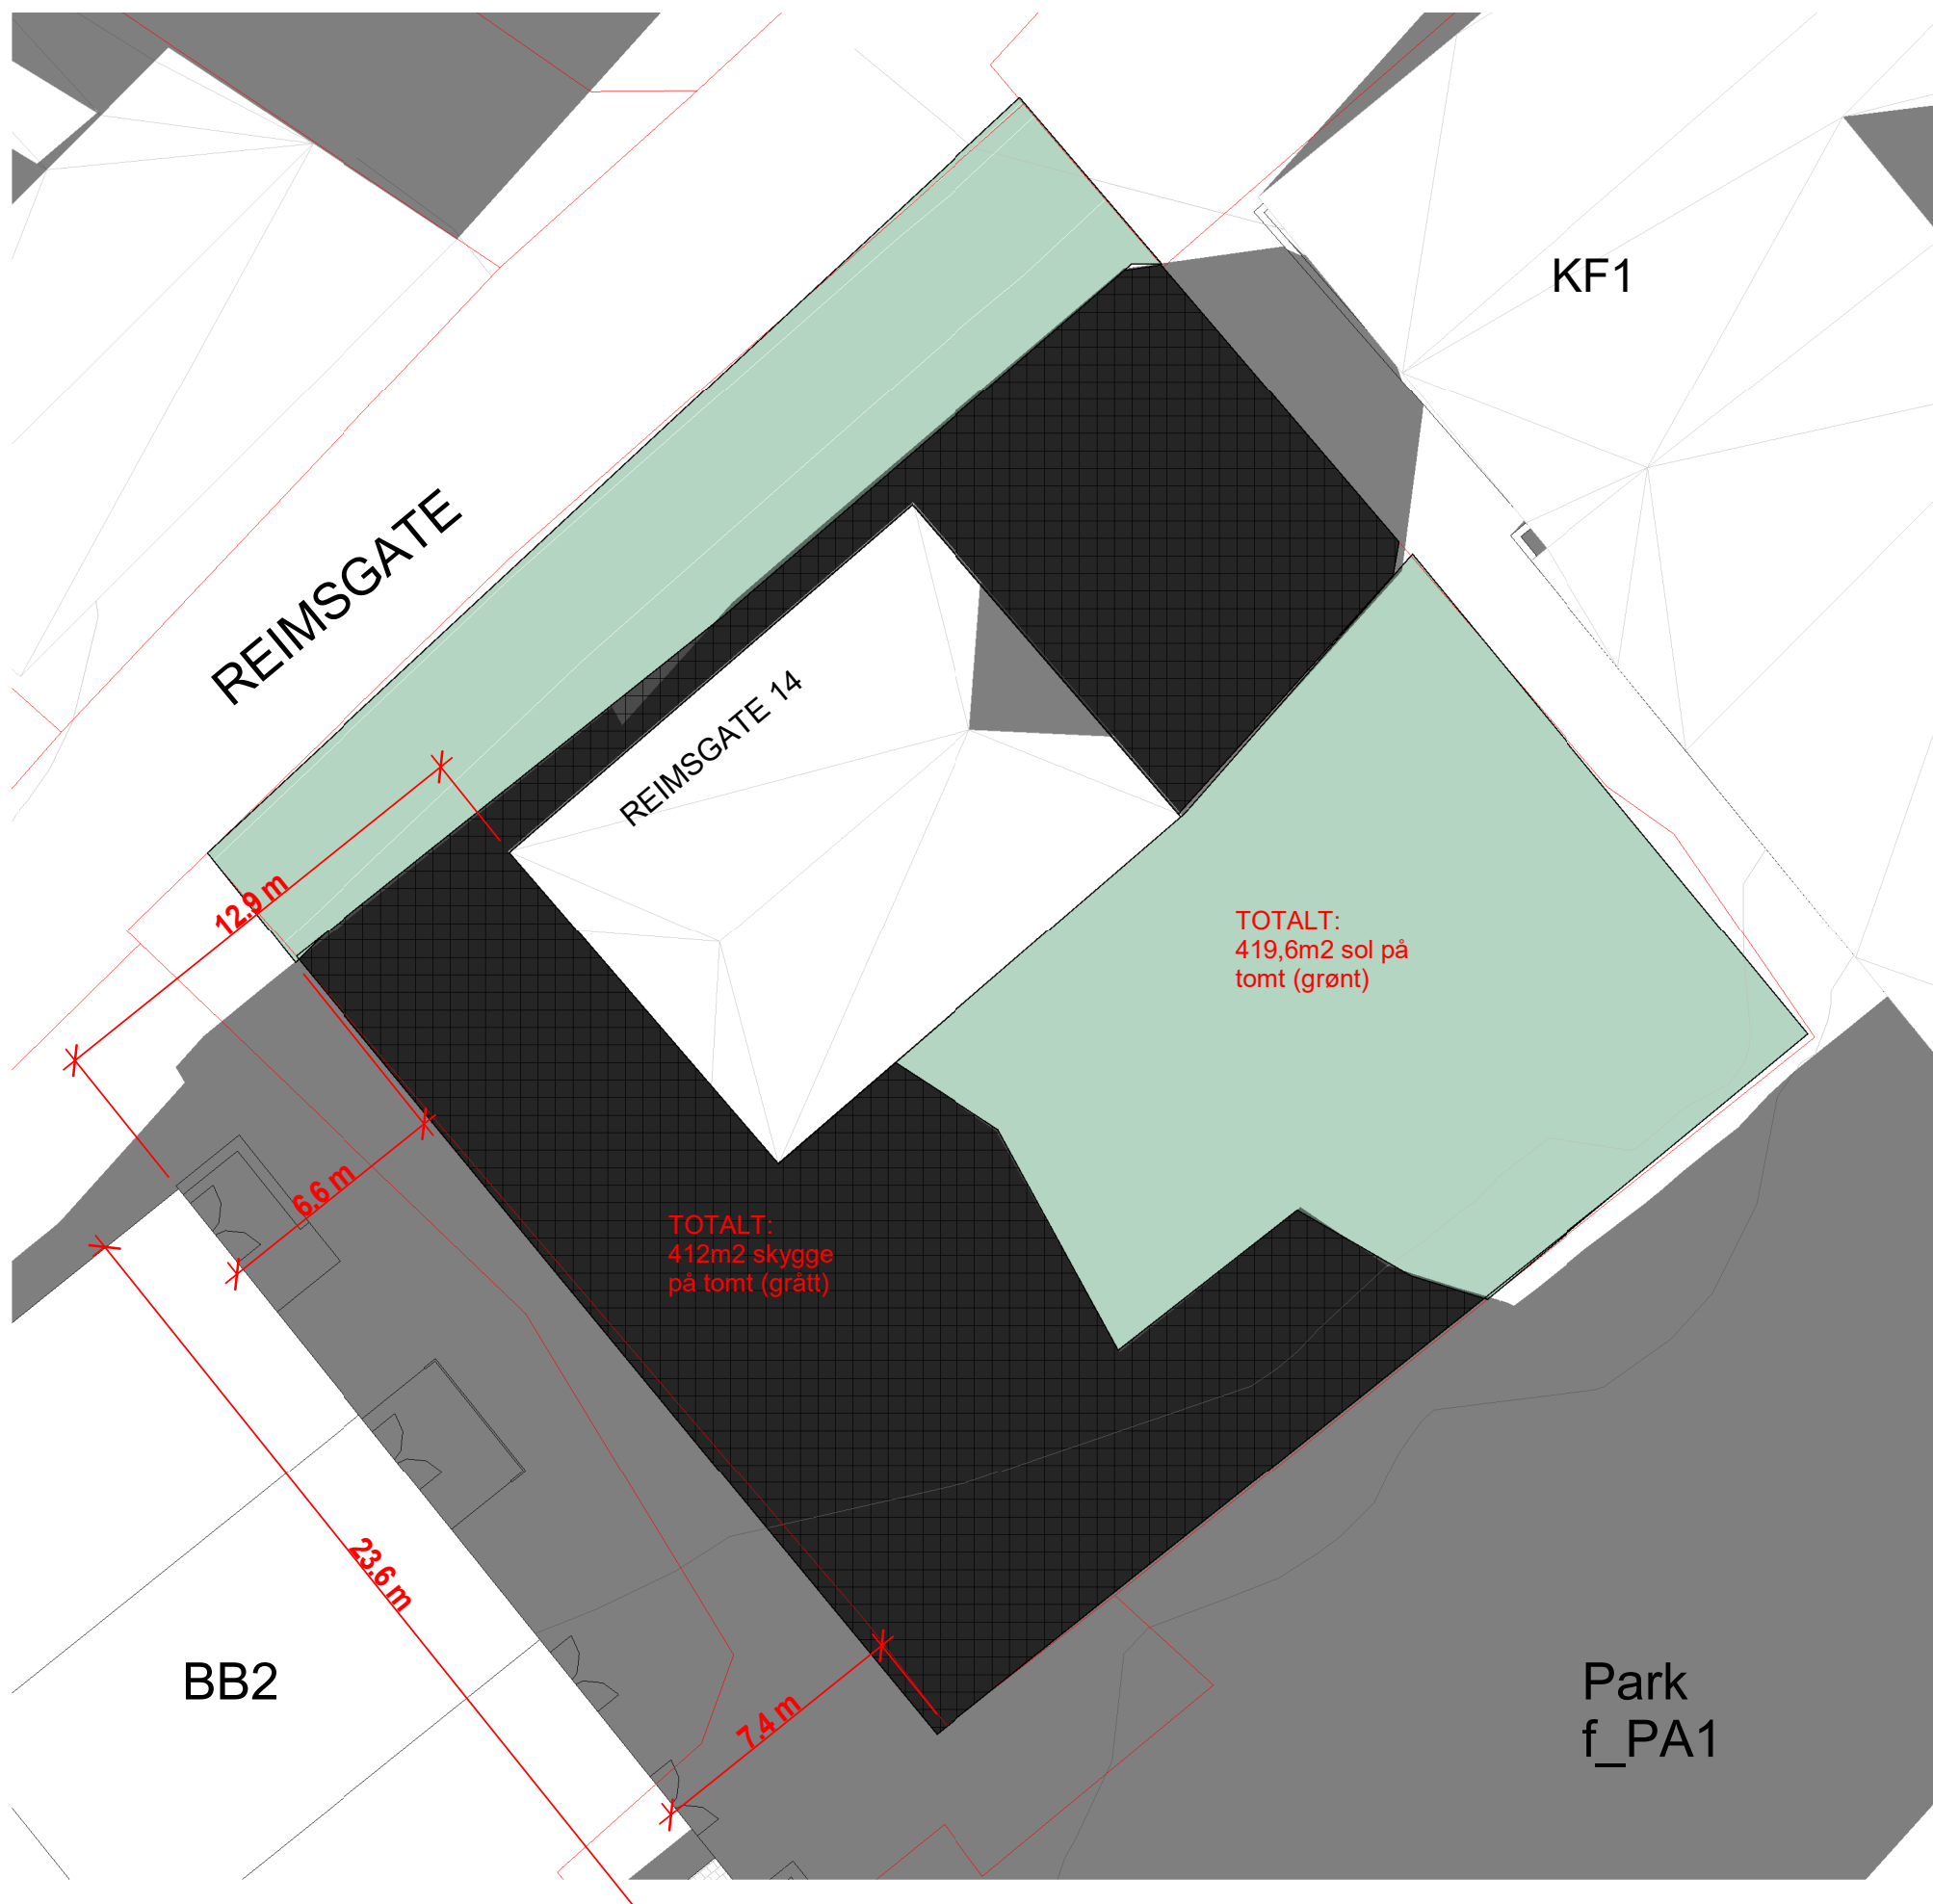 KF1
REIMSGATE
REIMSGATE 14
12,9 m
TOTALT:
419,6m2 sol på
tomt (grønt)
6,6 m
TOTALT:
412m2 skygge
på tomt (grått)
23,6 m
BB2
7,4 m
Park
f_PA1